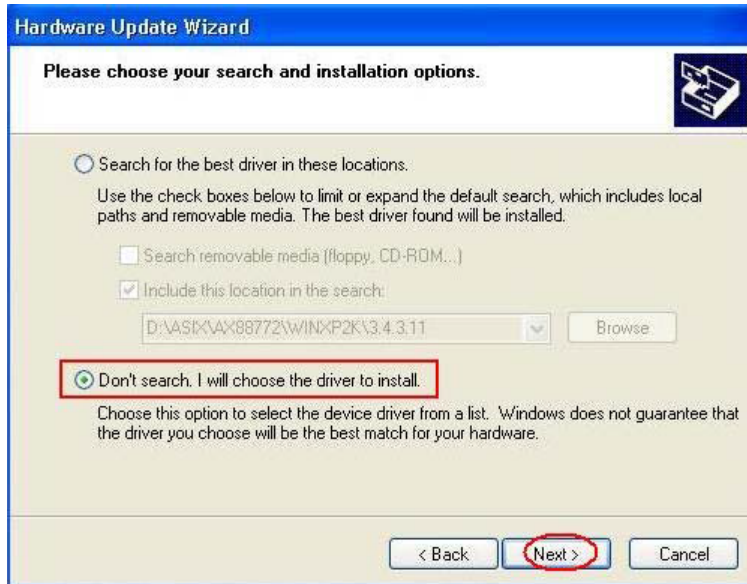 Hardware Update Wizard
Please choose your search and installation options.
Search for the best driver in these locations.
Use the check boxes below to limit or expand the default search, which includes local
paths and removable media. The best driver found will be installed.
Search removable media (floppy, CD-ROM...)
Include this location in the search:
D:\ASIX\AX88772\WINXP2K\3.4.3.11
Browse
Don't search. I will choose the driver to install.
Choose this option to select the device driver from a list. Windows does not guarantee that
the driver you choose will be the best match for your hardware.
< Back
Next >
Cancel